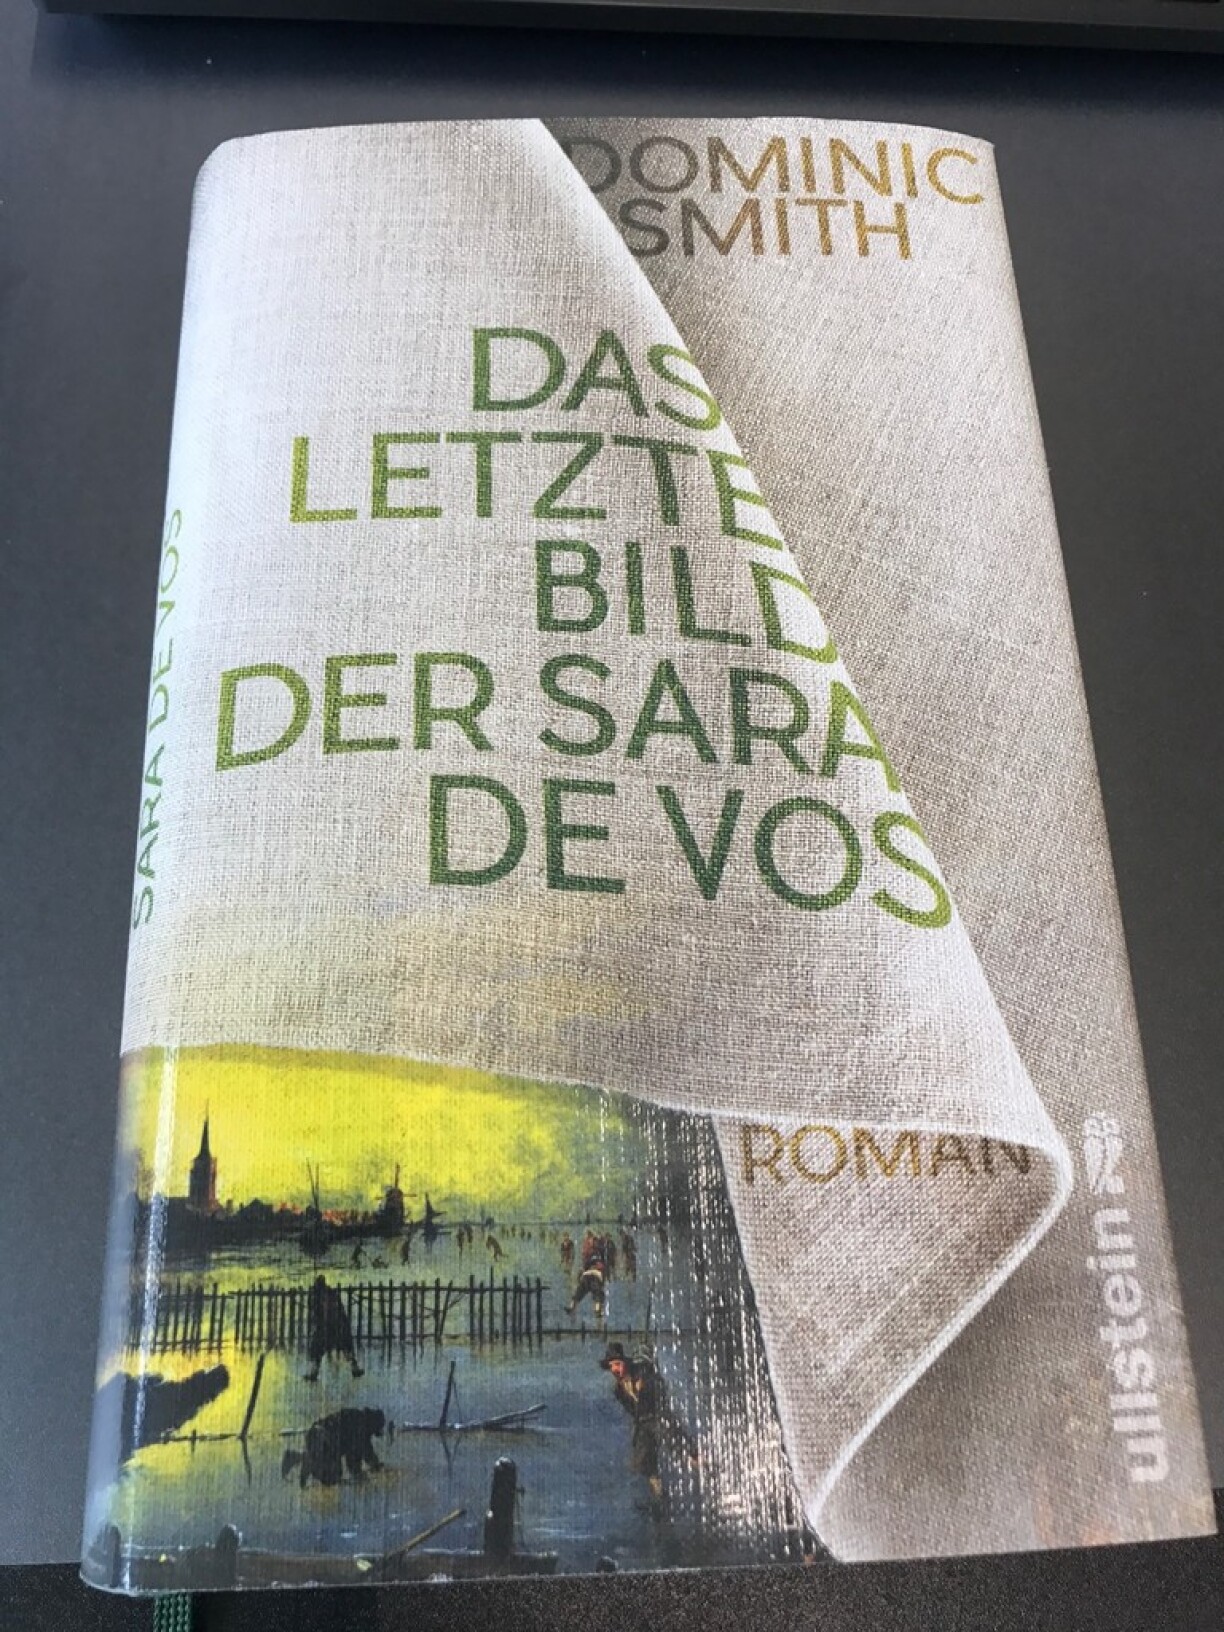 DOMINIC
SMITH
DAS
LETZTE
BILD
DER SARA
DE VOS
ROMAN
ullstein
SARA DE VOS